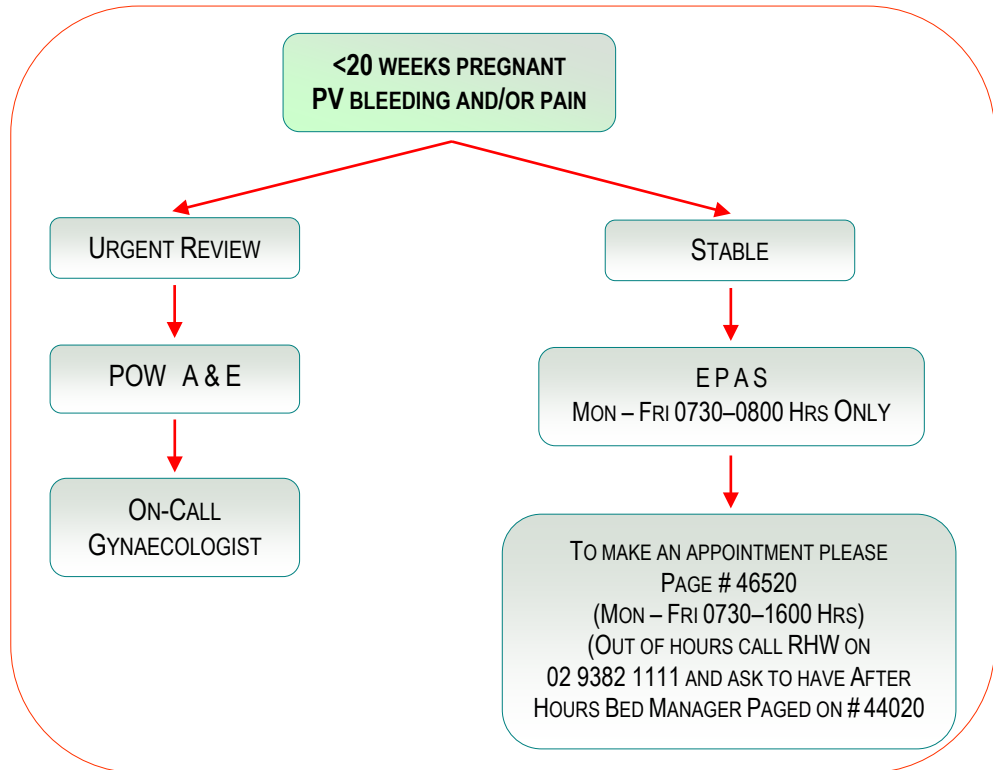 <20 WEEKS PREGNANT
PV BLEEDING AND/OR PAIN
URGENT REVIEW
STABLE
POW A & E
E P A S
MON – FRI 0730–0800 HRS ONLY
ON-CALL
GYNAECOLOGIST
TO MAKE AN APPOINTMENT PLEASE
PAGE # 46520
(MON – FRI 0730–1600 HRS)
(OUT OF HOURS CALL RHW ON
02 9382 1111 AND ASK TO HAVE AFTER
HOURS BED MANAGER PAGED ON # 44020